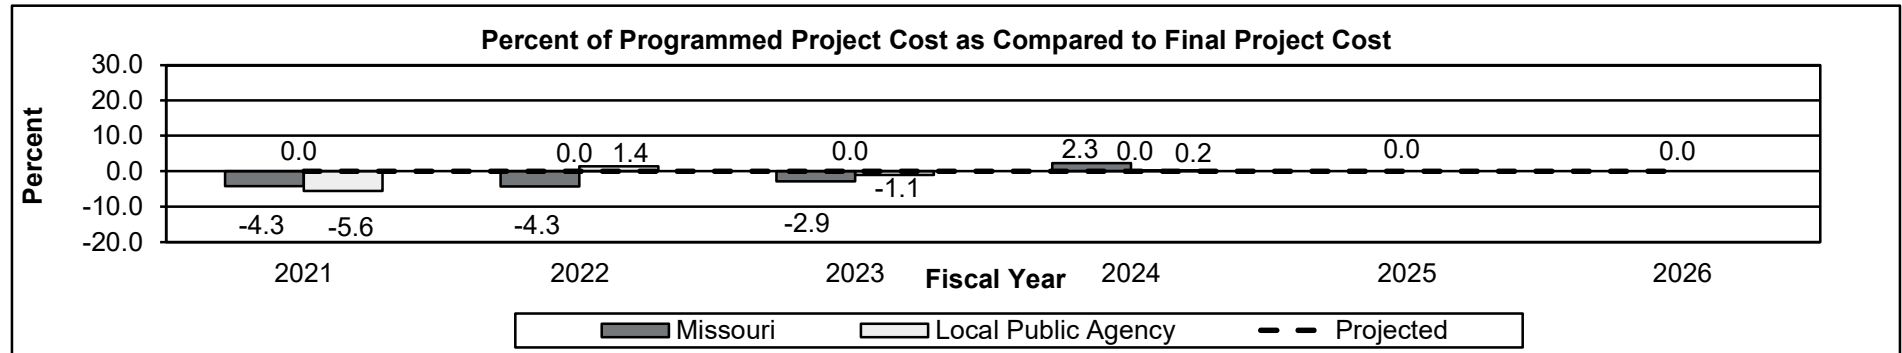 Percent of Programmed Project Cost as Compared to Final Project Cost
Percent
30.0
20.0
10.0
0.0
-10.0
-20.0
0.0
0.0 1.4
0.0
2.3 0.0 0.2
0.0
0.0
-4.3 -5.6
-4.3
-2.9 -1.1
2021 2022 2023 2024 2025 2026
Fiscal Year
Missouri Local Public Agency Projected